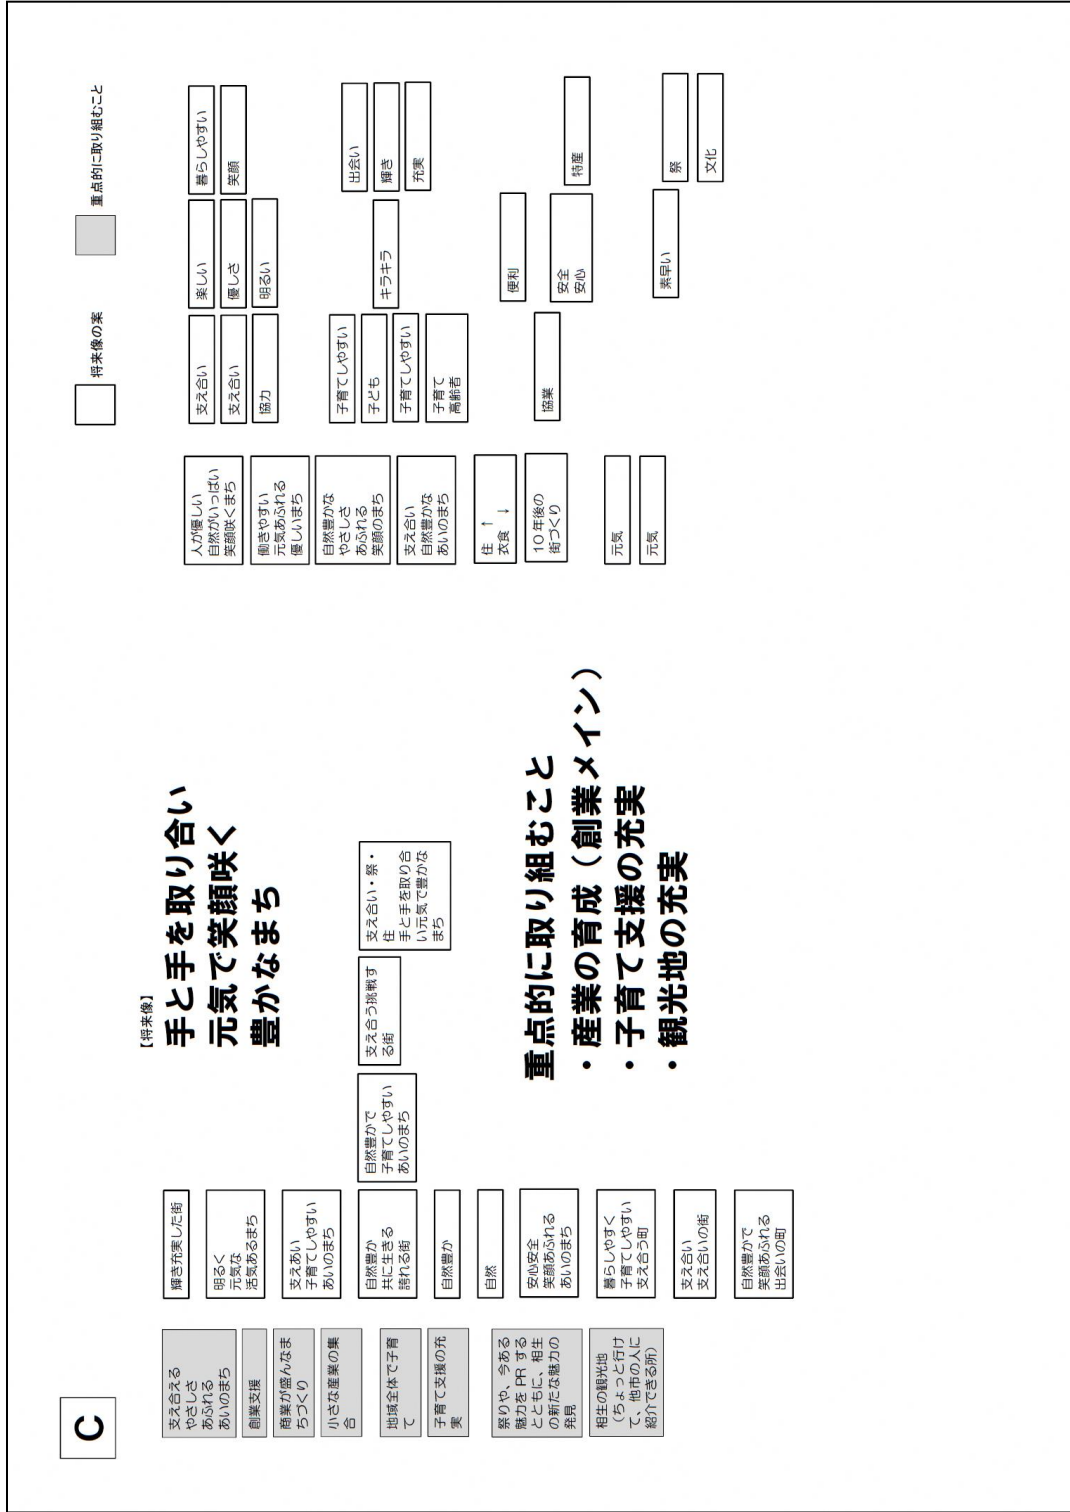 C
将来像の案
重点的に取り組むこと
【将来像】
手と手を取り合い
元気で笑顔咲く
豊かなまち
重点的に取り組むこと
・産業の育成(創業メイン)
・子育て支援の充実
・観光地の充実
支え合える
やさしさ
あふれる
あいのまち
創業支援
商業が盛んなま
ちづくり
小さな産業の集
合
地域全体で子育
て
子育て支援の充
実
祭りや、今ある
魅力を PR する
とともに、相生
の新たな魅力の
発見
相生の観光地
(ちょっと行け
て、他市の人に
紹介できる所)
輝き充実した街
明るく
元気な
活気あるまち
支えあい
子育てしやすい
あいのまち
自然豊か
共に生きる
誇れる街
自然豊か
自然
安心安全
笑顔あふれる
あいのまち
暮らしやすく
子育てしやすい
支え合う町
支え合い
支え合いの街
自然豊かで
笑顔あふれる
出会いの町
自然豊かで
子育てしやすい
あいのまち
支え合う挑戦す
る街
支え合い・祭・
住
手と手を取り合
い元気で豊かな
まち
人が優しい
自然がいっぱい
笑顔咲くまち
働きやすい
元気あふれる
優しいまち
自然豊かな
やさしさ
あふれる
笑顔のまち
支え合い
自然豊かな
あいのまち
住 ↑
衣食 ↓
10年後の
街づくり
元気
元気
支え合い
支え合い
協力
子育てしやすい
子ども
子育てしやすい
子育て
高齢者
協業
楽しい
優しさ
明るい
キラキラ
便利
安全
安心
素早い
暮らしやすい
笑顔
出会い
輝き
充実
特産
祭
文化